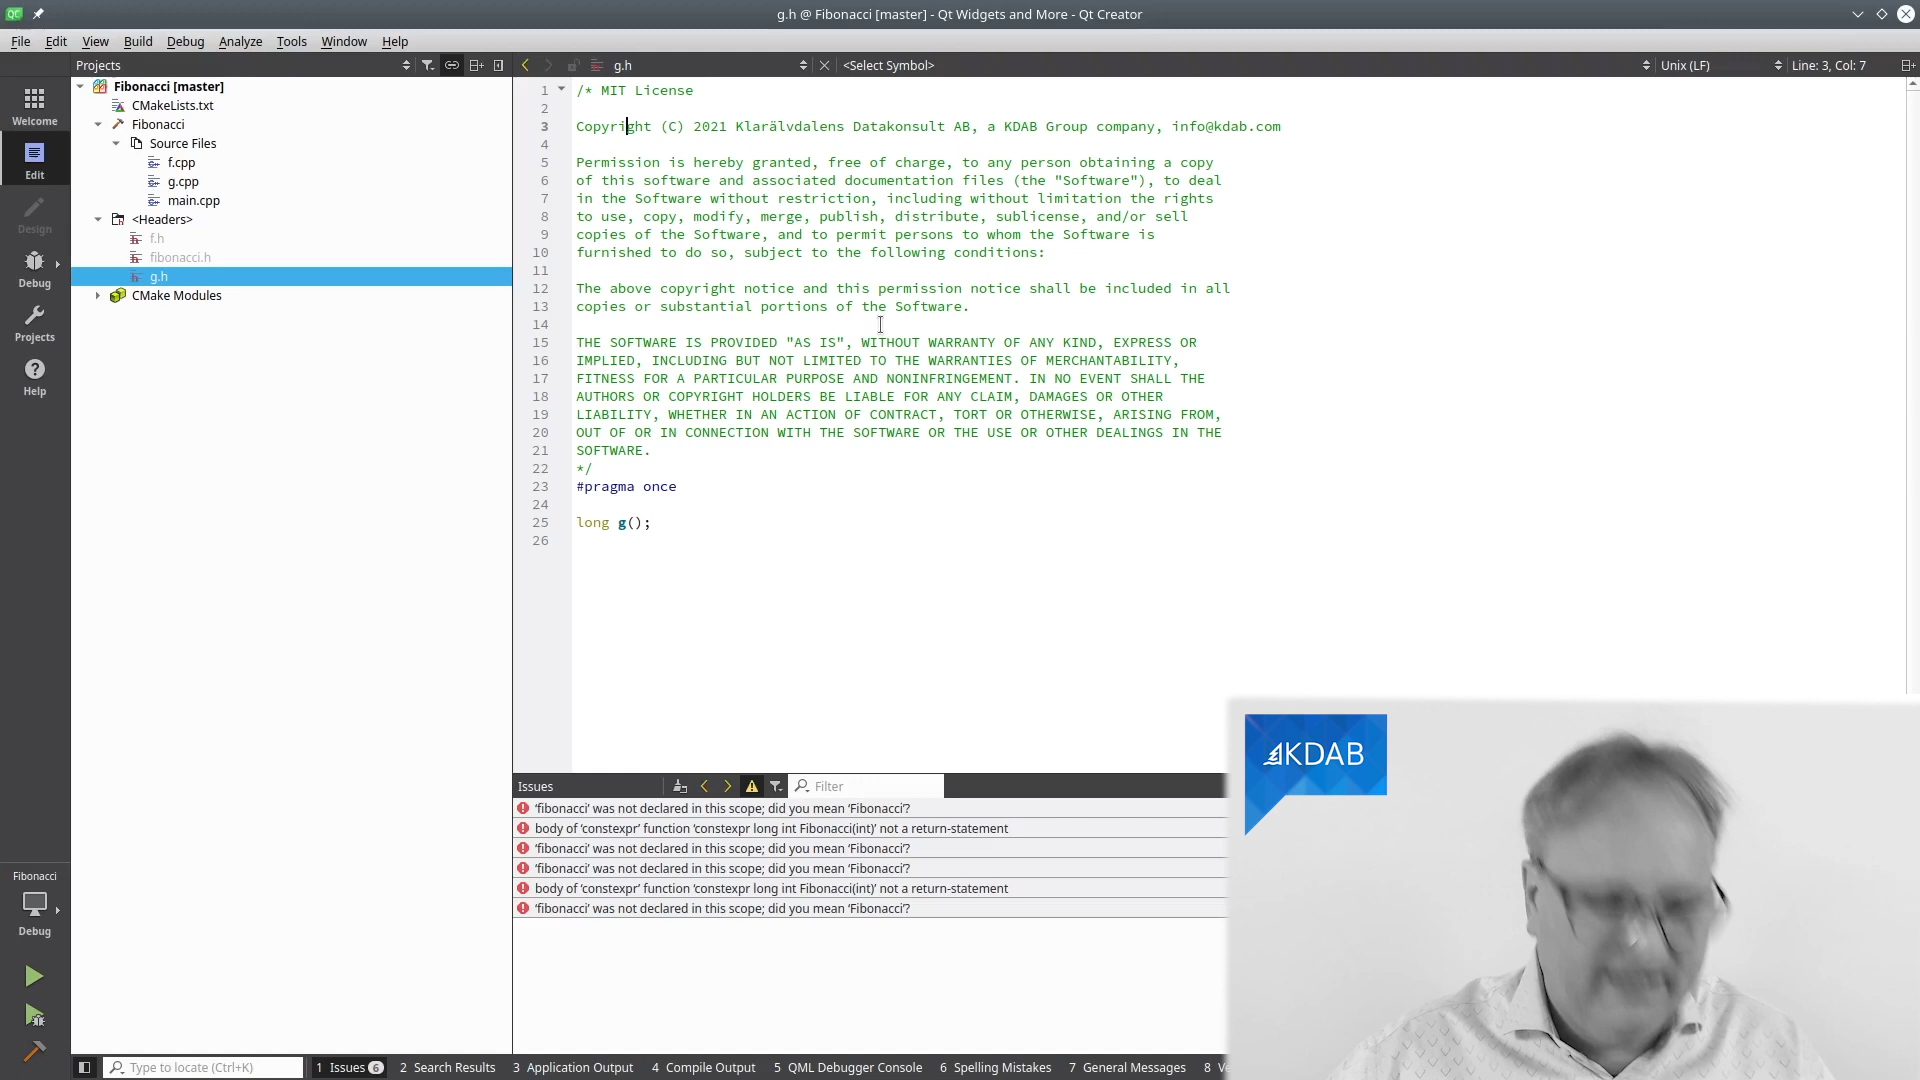 g.h @ Fibonacci [master] - Qt Widgets and More - Qt Creator
File Edit View Build Debug Analyze Tools Window Help
Projects
g.h
<Select Symbol>
Unix (LF)
Line: 3, Col: 7
Welcome
Edit
Design
Debug
Projects
Help
Fibonacci [master]
CMakeLists.txt
Fibonacci
Source Files
f.cpp
g.cpp
main.cpp
<Headers>
f.h
fibonacci.h
g.h
CMake Modules
1 /* MIT License
2
3 Copyright (C) 2021 Klarälvdalens Datakonsult AB, a KDAB Group company, info@kdab.com
4
5 Permission is hereby granted, free of charge, to any person obtaining a copy
6 of this software and associated documentation files (the "Software"), to deal
7 in the Software without restriction, including without limitation the rights
8 to use, copy, modify, merge, publish, distribute, sublicense, and/or sell
9 copies of the Software, and to permit persons to whom the Software is
10 furnished to do so, subject to the following conditions:
11
12 The above copyright notice and this permission notice shall be included in all
13 copies or substantial portions of the Software.
14
15 THE SOFTWARE IS PROVIDED "AS IS", WITHOUT WARRANTY OF ANY KIND, EXPRESS OR
16 IMPLIED, INCLUDING BUT NOT LIMITED TO THE WARRANTIES OF MERCHANTABILITY,
17 FITNESS FOR A PARTICULAR PURPOSE AND NONINFRINGEMENT. IN NO EVENT SHALL THE
18 AUTHORS OR COPYRIGHT HOLDERS BE LIABLE FOR ANY CLAIM, DAMAGES OR OTHER
19 LIABILITY, WHETHER IN AN ACTION OF CONTRACT, TORT OR OTHERWISE, ARISING FROM,
20 OUT OF OR IN CONNECTION WITH THE SOFTWARE OR THE USE OR OTHER DEALINGS IN THE
21 SOFTWARE.
22 */
23 #pragma once
24
25 long g();
26
Issues
Filter
‘fibonacci’ was not declared in this scope; did you mean ‘Fibonacci’?
body of ‘constexpr’ function ‘constexpr long int Fibonacci(int)’ not a return-statement
‘fibonacci’ was not declared in this scope; did you mean ‘Fibonacci’?
‘fibonacci’ was not declared in this scope; did you mean ‘Fibonacci’?
body of ‘constexpr’ function ‘constexpr long int Fibonacci(int)’ not a return-statement
‘fibonacci’ was not declared in this scope; did you mean ‘Fibonacci’?
KDAB
Fibonacci
Debug
Type to locate (Ctrl+K)
1 Issues 6
2 Search Results
3 Application Output
4 Compile Output
5 QML Debugger Console
6 Spelling Mistakes
7 General Messages
8